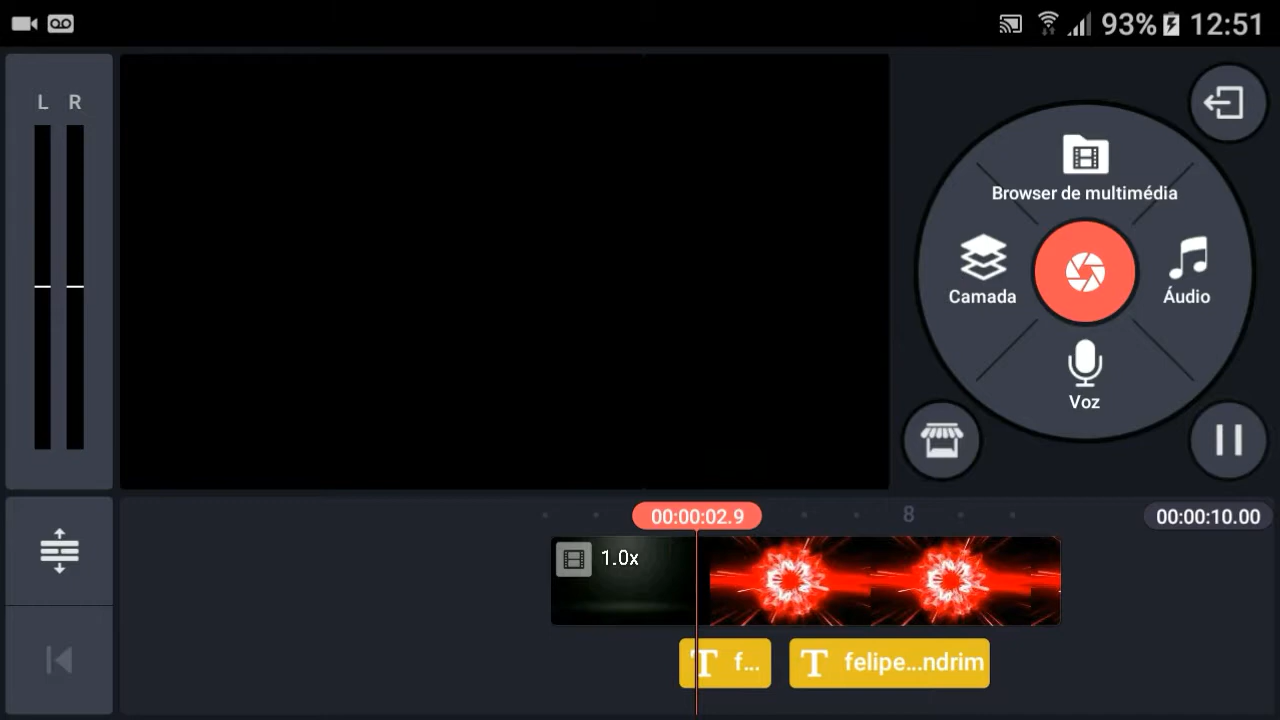 93% 12:51
L R
Browser de multimédia
Camada
Áudio
Voz
00:00:02.9
8
00:00:10.00
1.0x
T f...
T felipe...ndrim